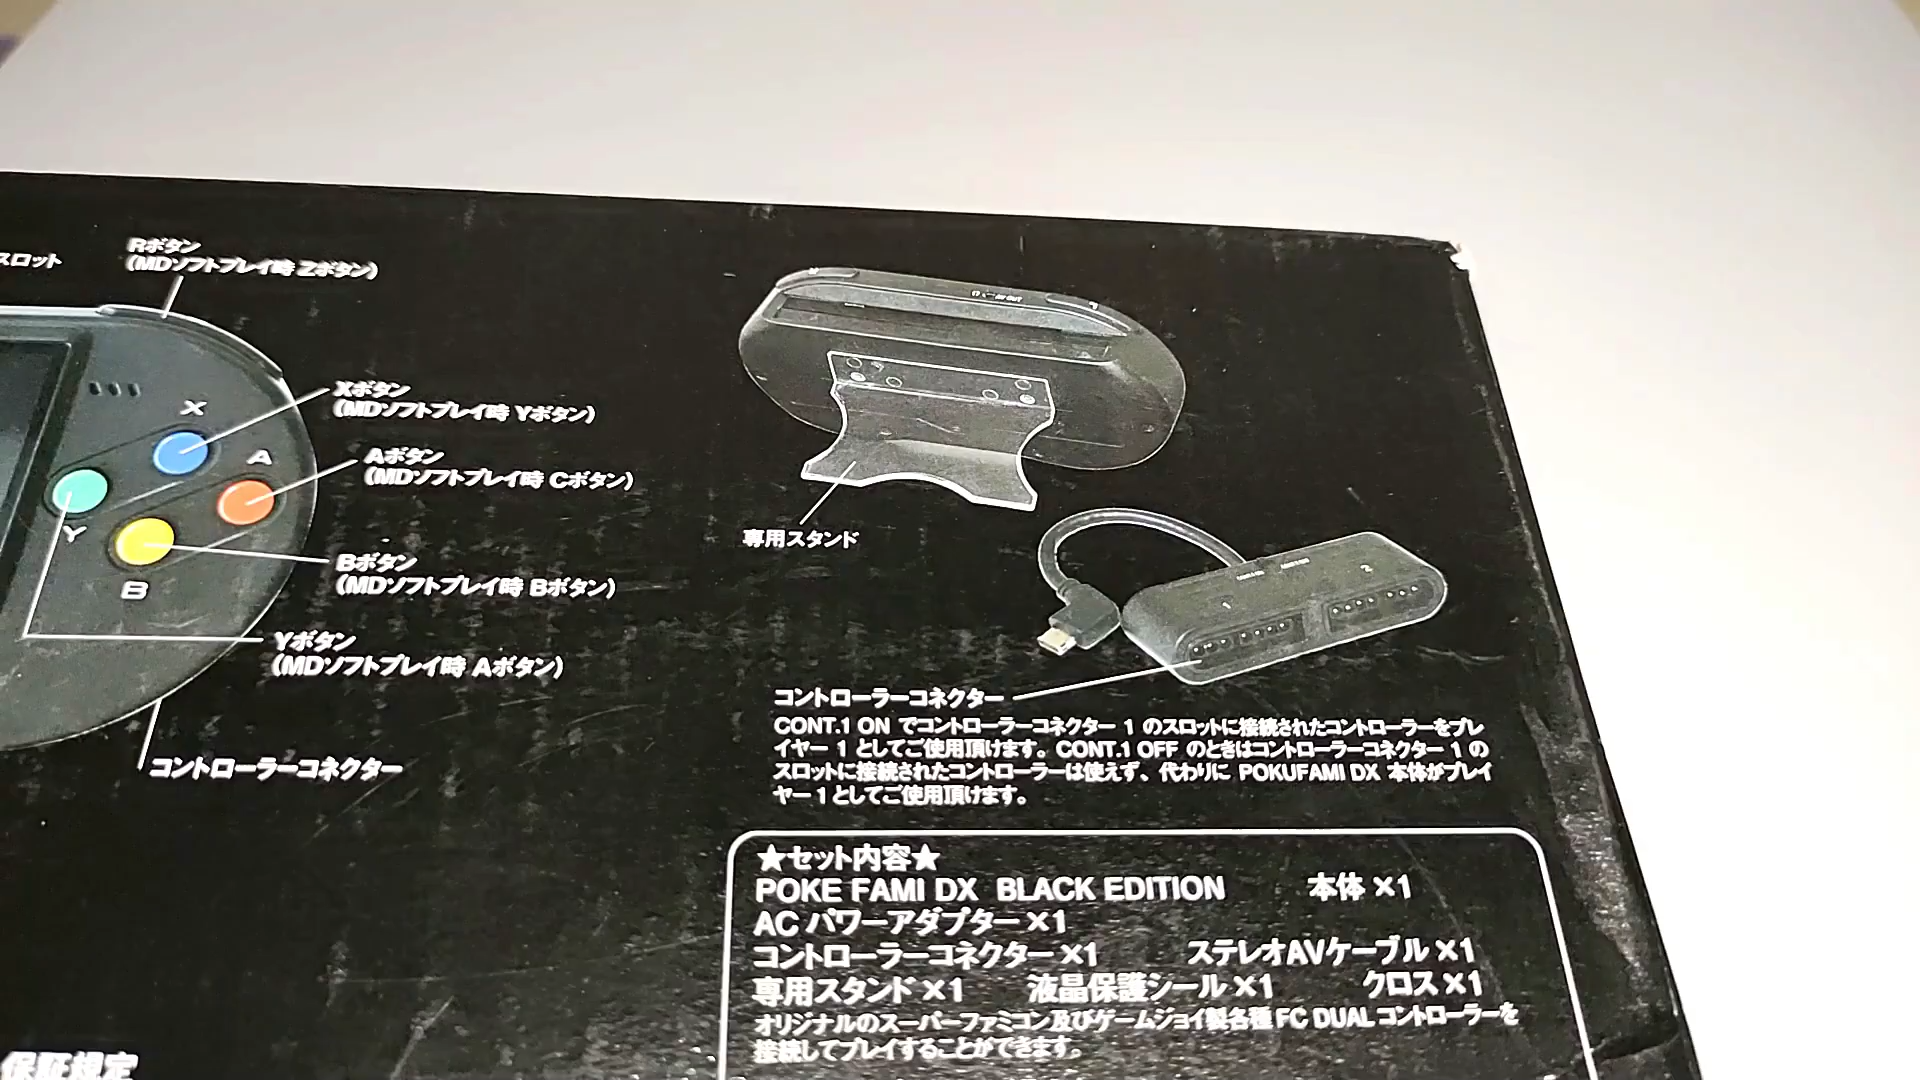 スロット
Rボタン
(MDソフトプレイ時 Zボタン)
Xボタン
(MDソフトプレイ時 Yボタン)
Aボタン
(MDソフトプレイ時 Cボタン)
Bボタン
(MDソフトプレイ時 Bボタン)
Yボタン
(MDソフトプレイ時 Aボタン)
コントローラーコネクター
X
A
Y
B
AV OUT
専用スタンド
1
2
コントローラーコネクター
CONT.1 ON でコントローラーコネクター 1 のスロットに接続されたコントローラーをプレ
イヤー 1 としてご使用頂けます。CONT.1 OFF のときはコントローラーコネクター 1 の
スロットに接続されたコントローラーは使えず、代わりに POKUFAMI DX 本体がプレイ
ヤー 1 としてご使用頂けます。
★セット内容★
POKE FAMI DX BLACK EDITION 本体 ×1
AC パワーアダプター ×1
コントローラーコネクター ×1 ステレオAVケーブル ×1
専用スタンド ×1 液晶保護シール ×1 クロス ×1
オリジナルのスーパーファミコン及びゲームジョイ製各種 FC DUAL コントローラーを
接続してプレイすることができます。
保証規定